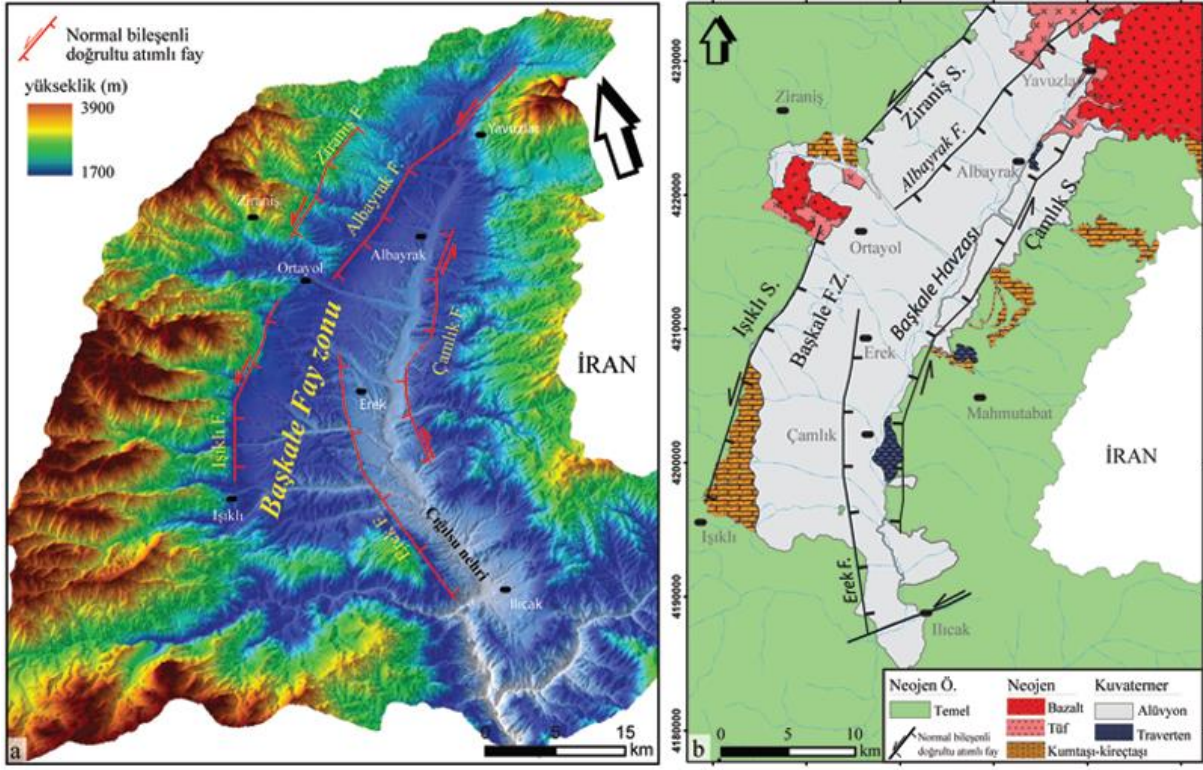 Normal bileşenli
doğrultu atımlı fay
yükseklik (m)
3900
1700
Yavuzlar
Ziraniş F.
Ziraniş
Albayrak F.
Albayrak
Ortayol
Çamlık F.
İRAN
Başkale Fay zonu
Erek
Işıklı F.
Işıklı
Erek F.
Çığılsu nehri
Ilıcak
0 5 15
km
a
4230000
4220000
4210000
4200000
4190000
4180000
Ziraniş
Ziraniş S.
Yavuzlar
Albayrak F.
Albayrak
Çamlık S.
Ortayol
Başkale Havzası
Işıklı S.
Başkale F.Z.
Erek
Mahmutabat
Çamlık
İRAN
Işıklı
Erek F.
Ilıcak
Neojen Ö.
Temel
Normal bileşenli
doğrultu atımlı fay
Neojen
Bazalt
Tüf
Kumtaşı-kireçtaşı
Kuvaterner
Alüvyon
Traverten
0 5 10
km
b